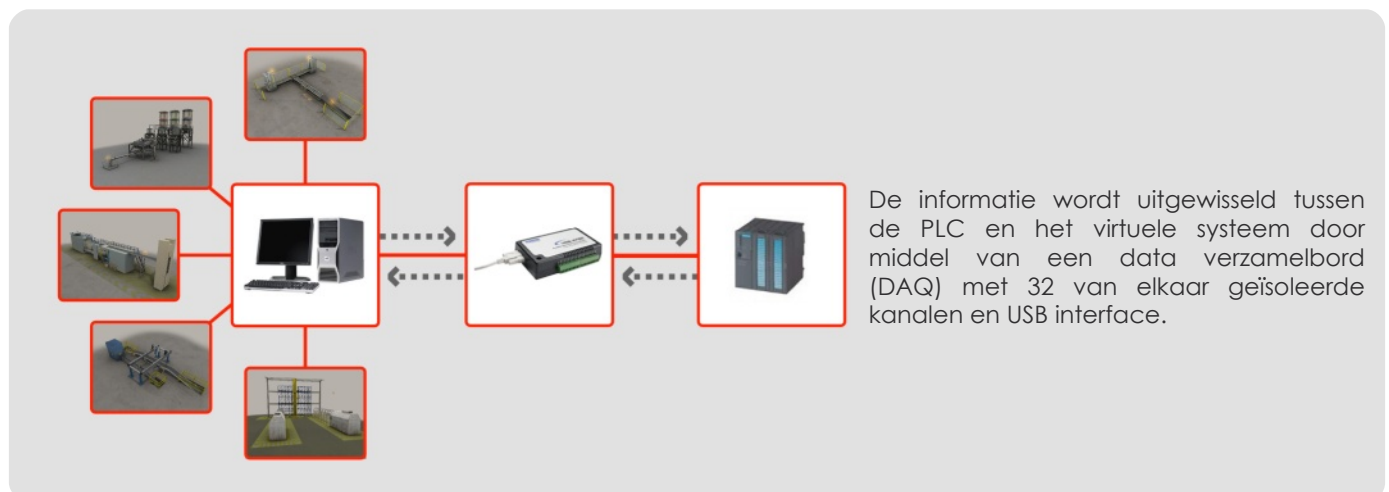 De informatie wordt uitgewisseld tussen
de PLC en het virtuele systeem door
middel van een data verzamelbord
(DAQ) met 32 van elkaar geïsoleerde
kanalen en USB interface.